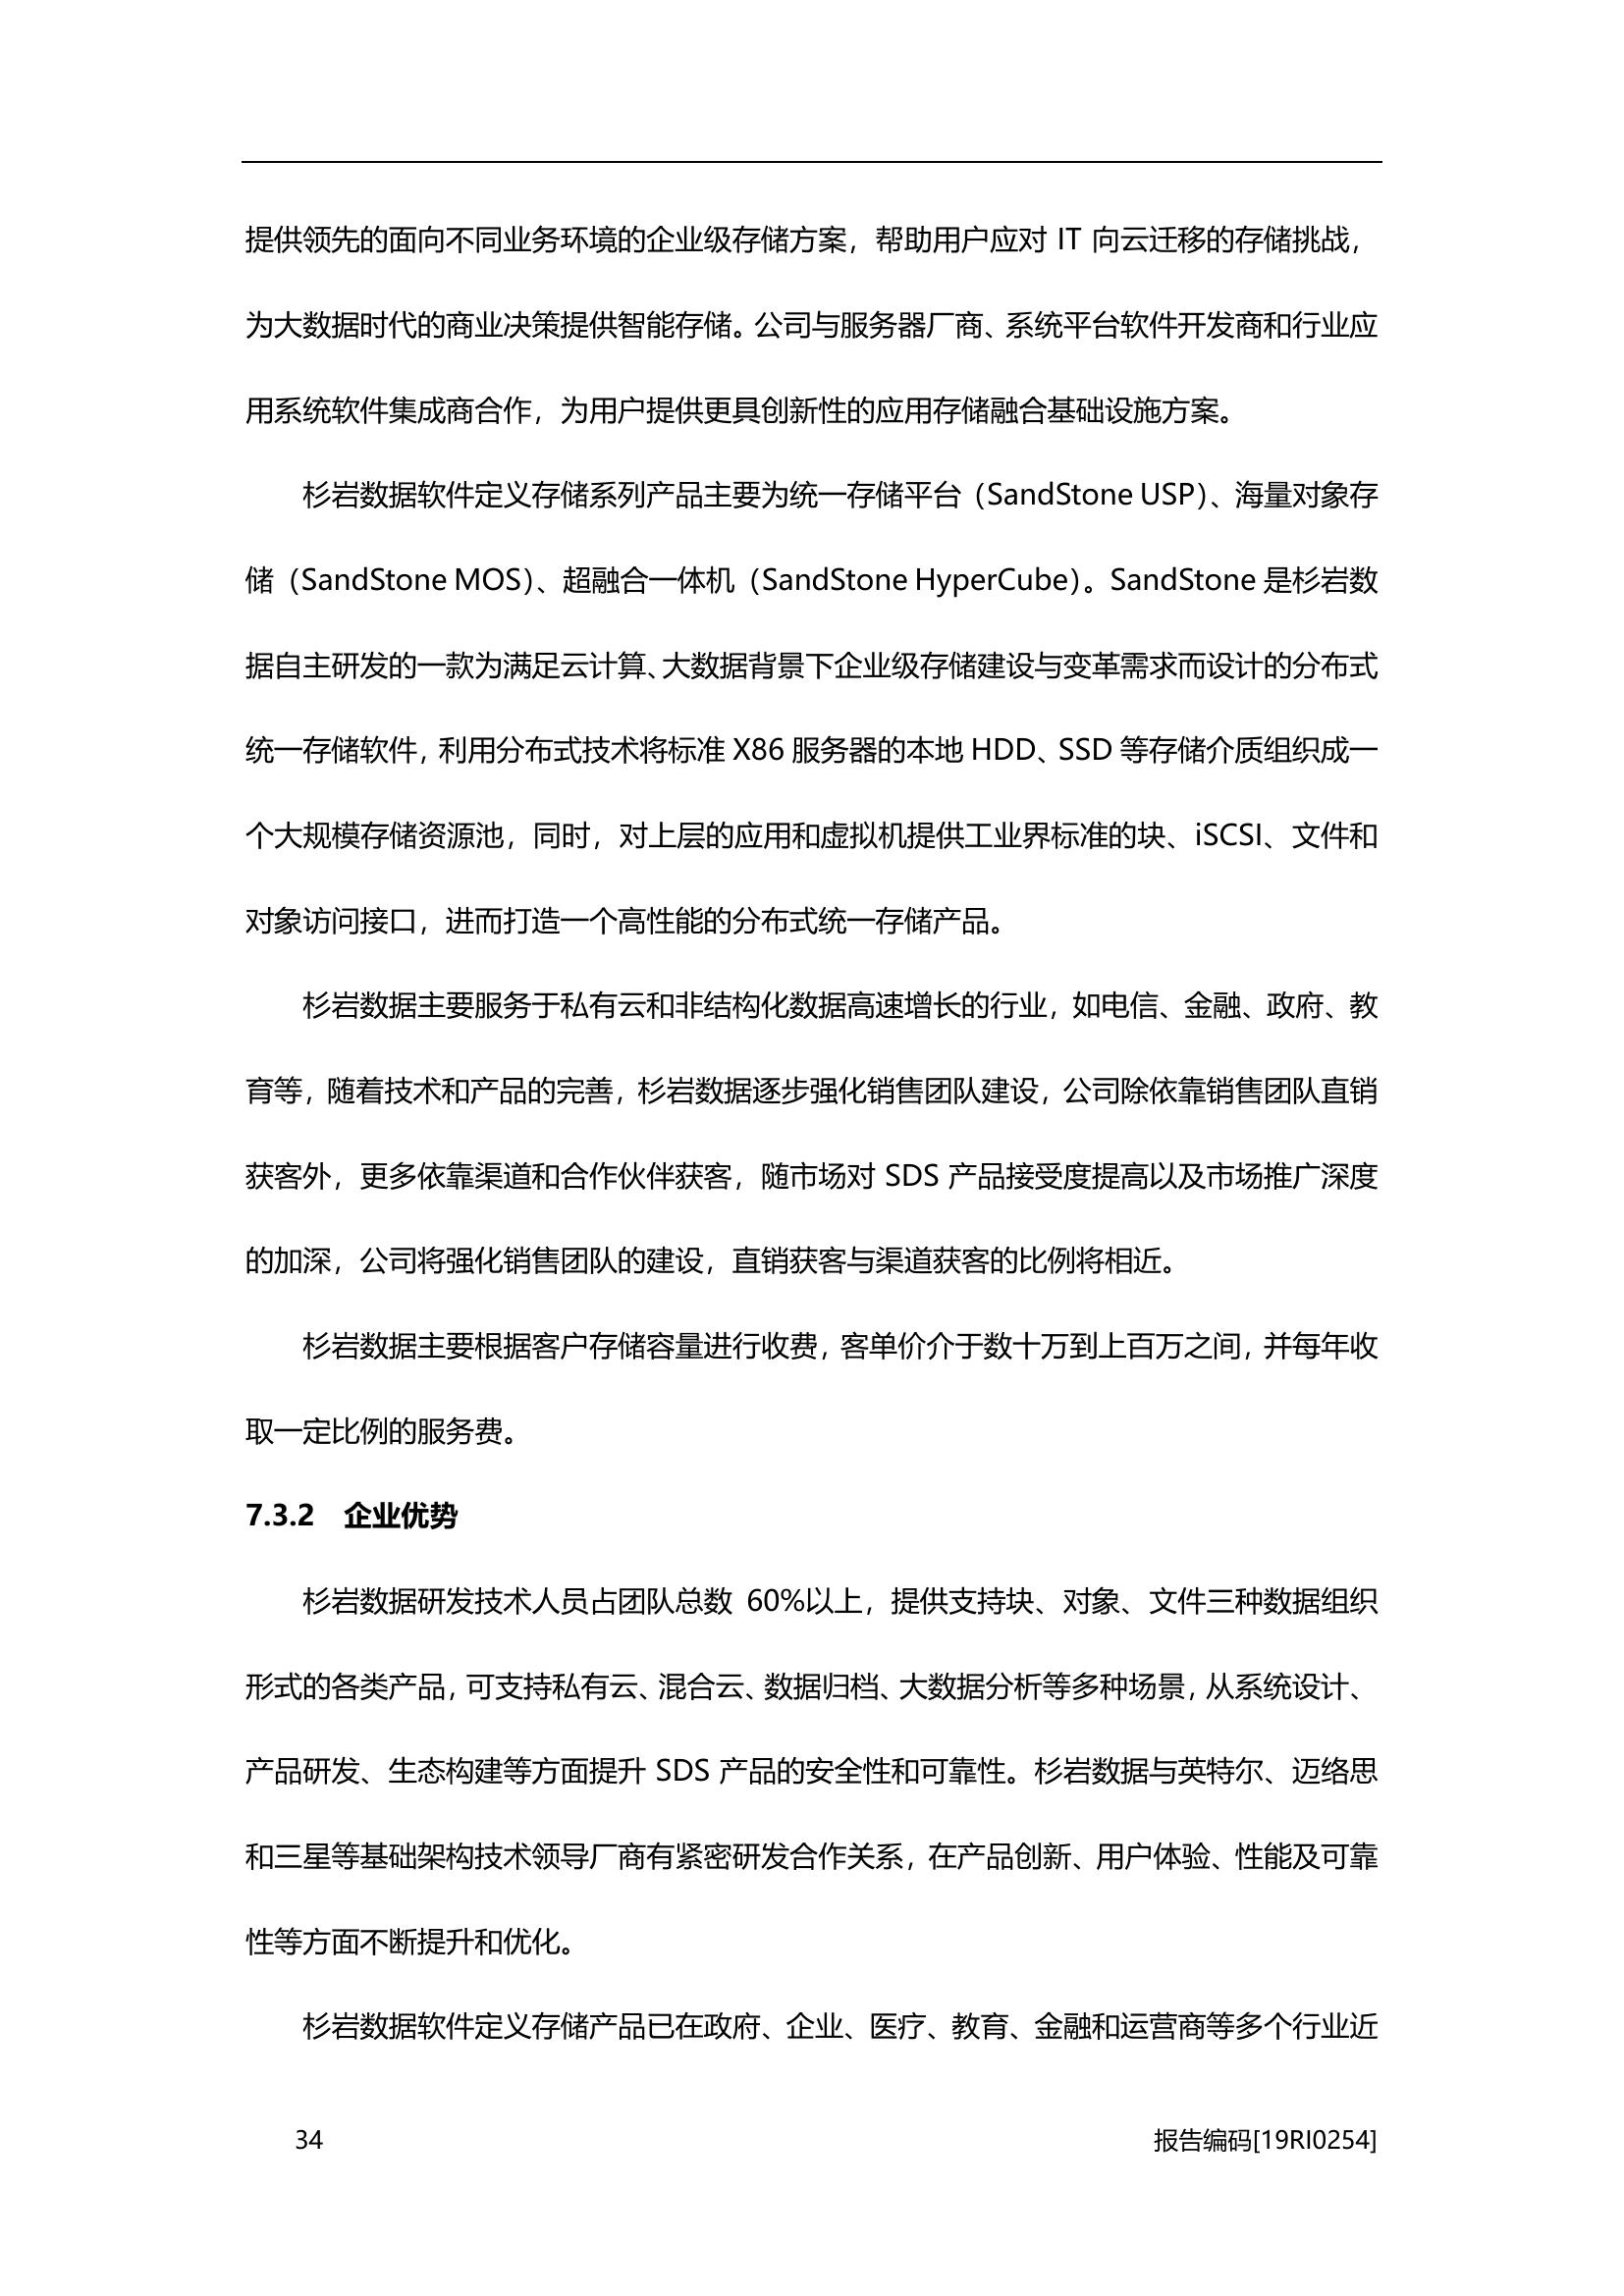 提供领先的面向不同业务环境的企业级存储方案，帮助用户应对 IT 向云迁移的存储挑战，
为大数据时代的商业决策提供智能存储。公司与服务器厂商、系统平台软件开发商和行业应
用系统软件集成商合作，为用户提供更具创新性的应用存储融合基础设施方案。
杉岩数据软件定义存储系列产品主要为统一存储平台（SandStone USP）、海量对象存
储（SandStone MOS）、超融合一体机（SandStone HyperCube）。SandStone 是杉岩数
据自主研发的一款为满足云计算、大数据背景下企业级存储建设与变革需求而设计的分布式
统一存储软件，利用分布式技术将标准 X86 服务器的本地 HDD、SSD 等存储介质组织成一
个大规模存储资源池，同时，对上层的应用和虚拟机提供工业界标准的块、iSCSI、文件和
对象访问接口，进而打造一个高性能的分布式统一存储产品。
杉岩数据主要服务于私有云和非结构化数据高速增长的行业，如电信、金融、政府、教
育等，随着技术和产品的完善，杉岩数据逐步强化销售团队建设，公司除依靠销售团队直销
获客外，更多依靠渠道和合作伙伴获客，随市场对 SDS 产品接受度提高以及市场推广深度
的加深，公司将强化销售团队的建设，直销获客与渠道获客的比例将相近。
杉岩数据主要根据客户存储容量进行收费，客单价介于数十万到上百万之间，并每年收
取一定比例的服务费。
7.3.2 企业优势
杉岩数据研发技术人员占团队总数 60%以上，提供支持块、对象、文件三种数据组织
形式的各类产品，可支持私有云、混合云、数据归档、大数据分析等多种场景，从系统设计、
产品研发、生态构建等方面提升 SDS 产品的安全性和可靠性。杉岩数据与英特尔、迈络思
和三星等基础架构技术领导厂商有紧密研发合作关系，在产品创新、用户体验、性能及可靠
性等方面不断提升和优化。
杉岩数据软件定义存储产品已在政府、企业、医疗、教育、金融和运营商等多个行业近
34 报告编码[19RI0254]